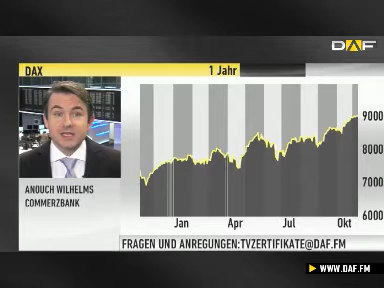 DAF
DAX
1 Jahr
9000
8000
7000
6000
Jan Apr Jul Okt
ANOUCH WILHELMS
COMMERZBANK
FRAGEN UND ANREGUNGEN:TVZERTIFIKATE@DAF.FM
WWW.DAF.FM